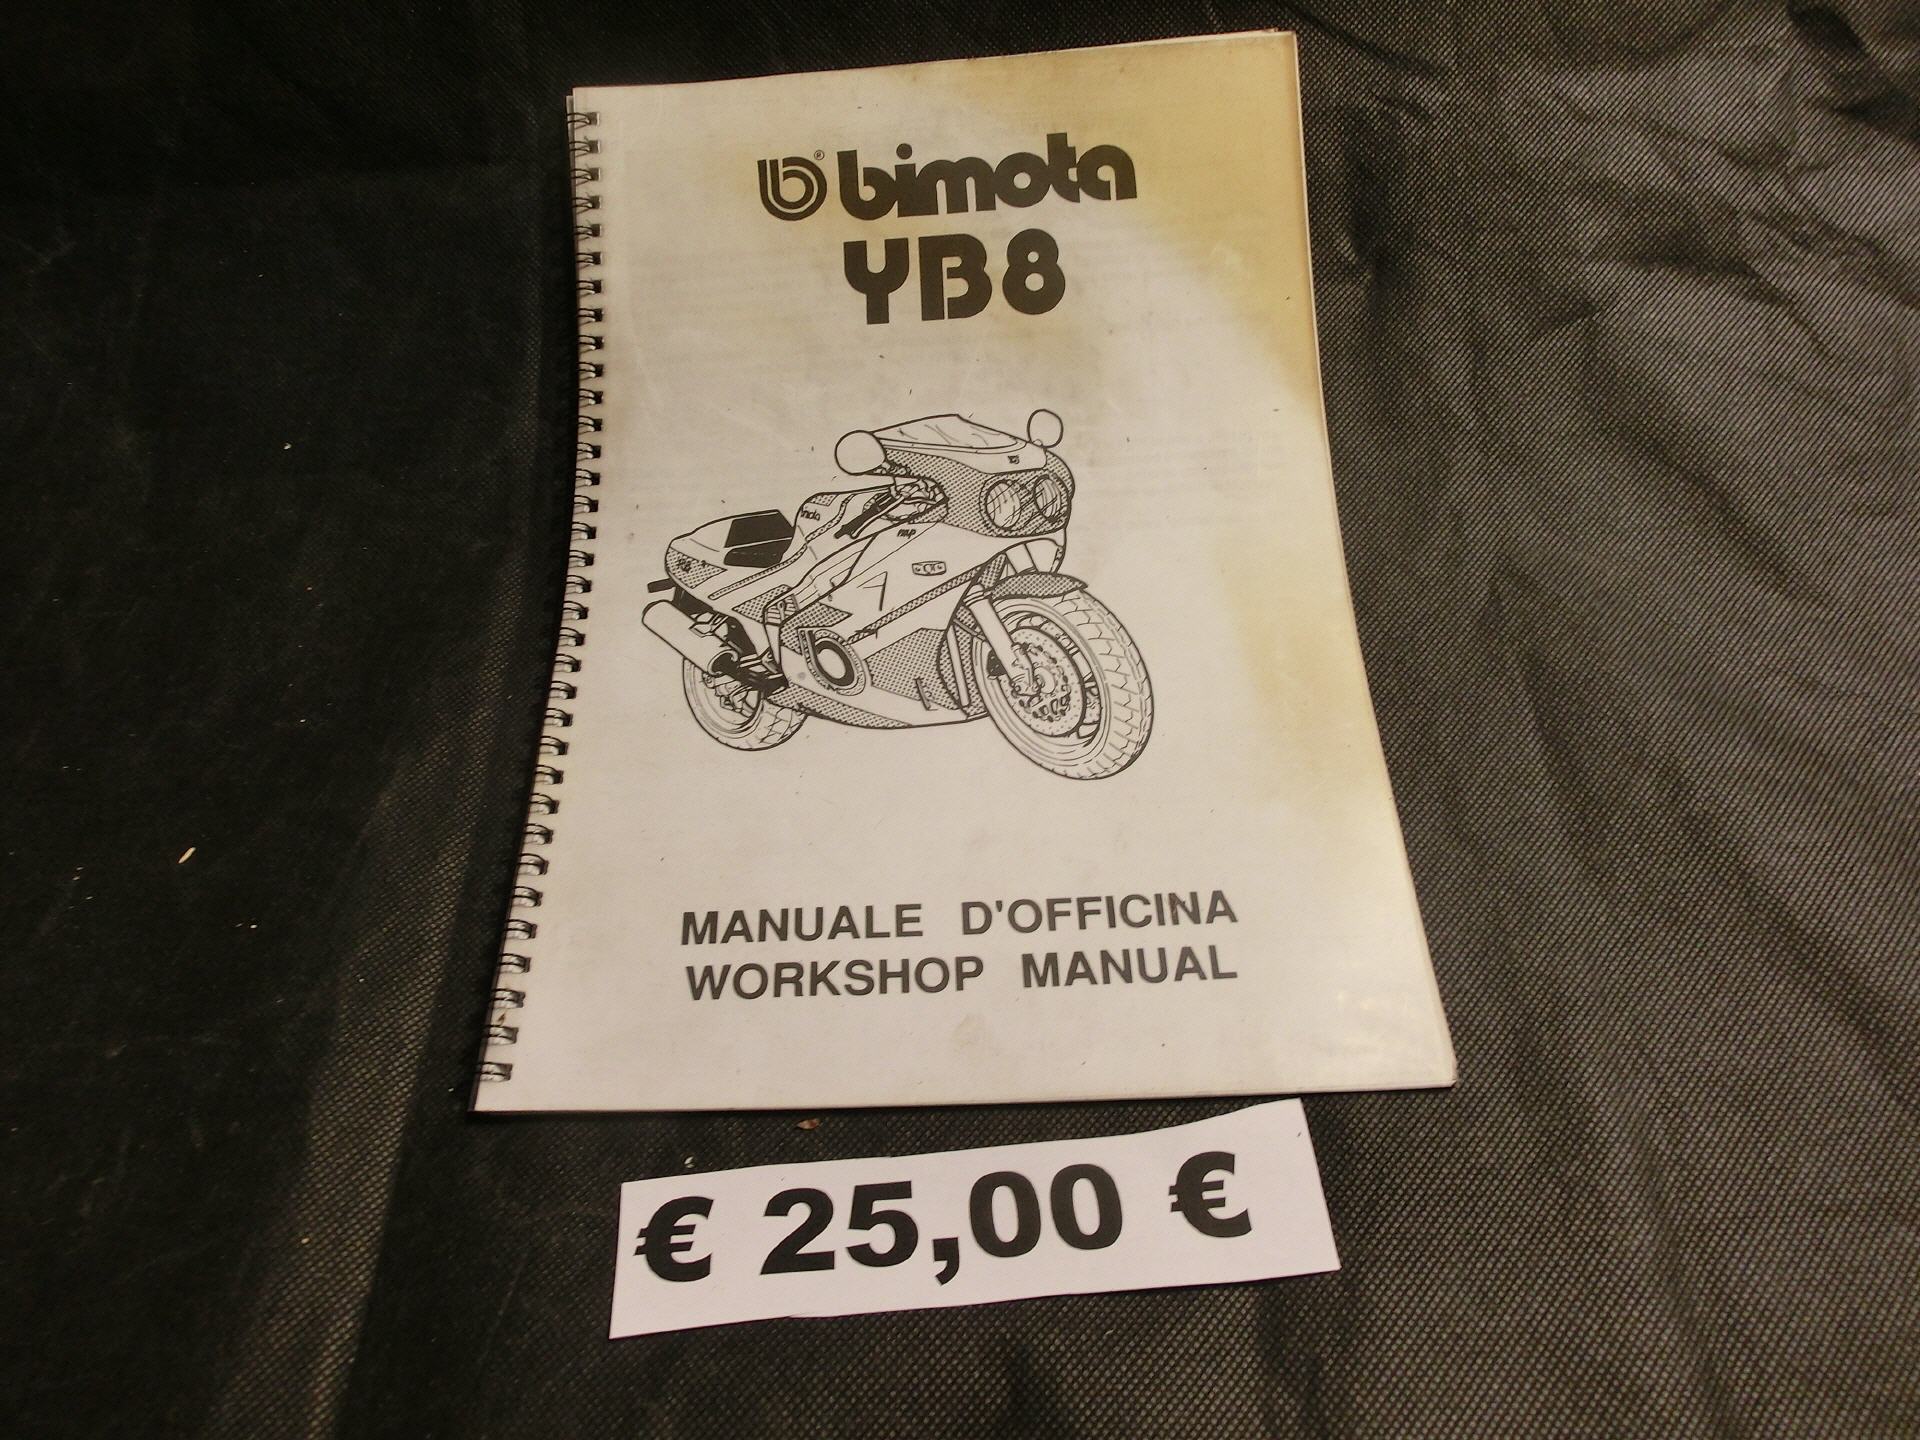 b® bimota
YB8
MANUALE D'OFFICINA
WORKSHOP MANUAL
€ 25,00 €